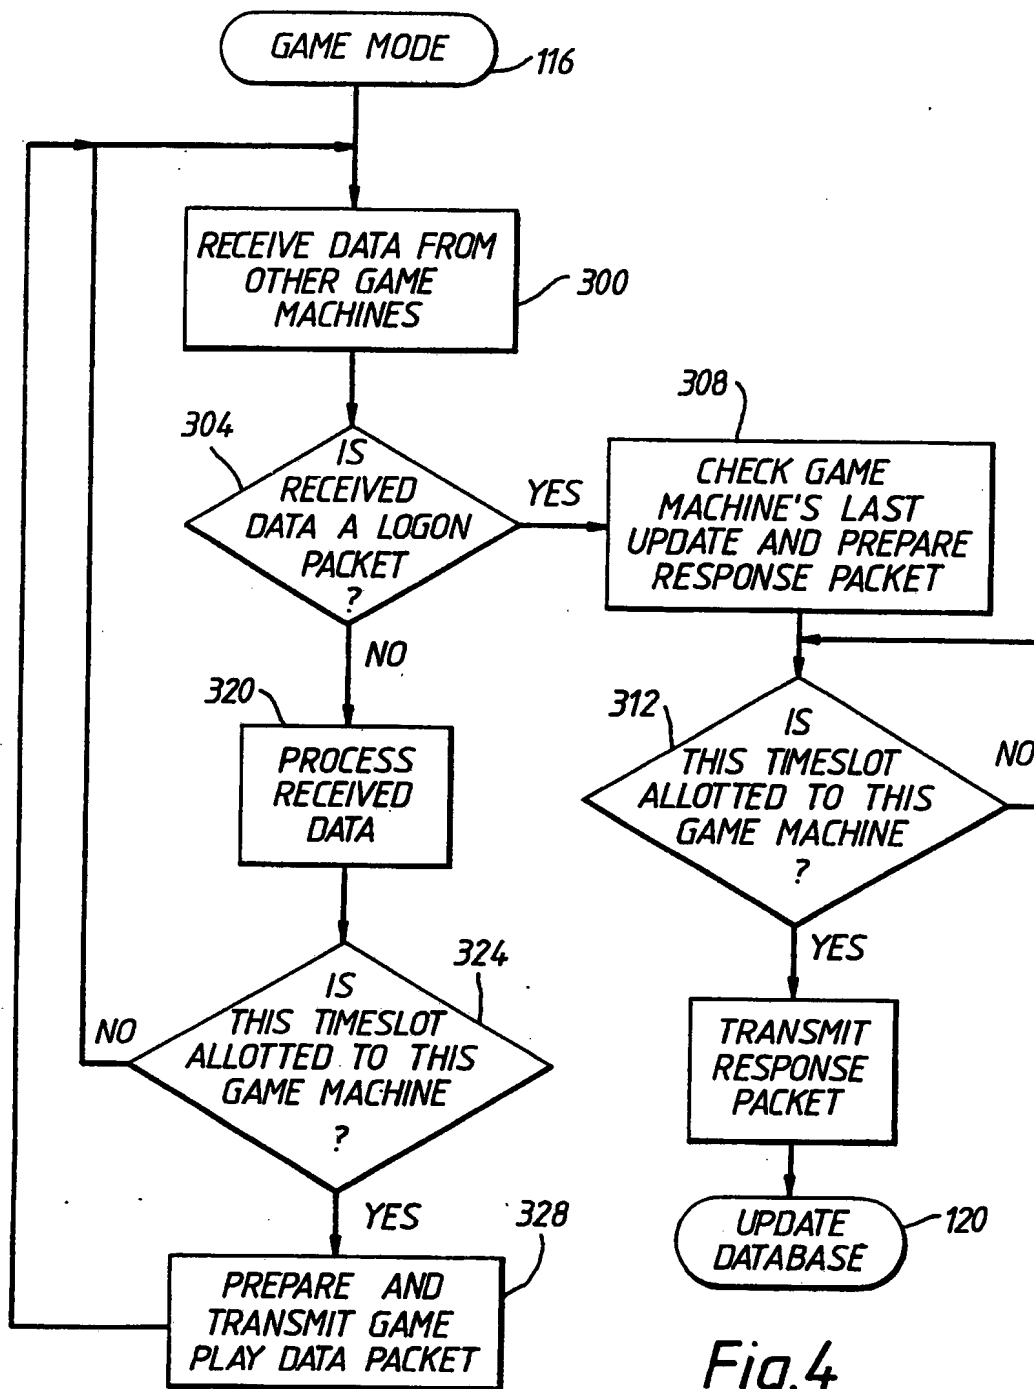 GAME MODE
116
RECEIVE DATA FROM
OTHER GAME
MACHINES
300
304
IS
RECEIVED
DATA A LOGON
PACKET
?
YES
308
CHECK GAME
MACHINE'S LAST
UPDATE AND PREPARE
RESPONSE PACKET
NO
320
PROCESS
RECEIVED
DATA
312
IS
THIS TIMESLOT
ALLOTTED TO THIS
GAME MACHINE
?
NO
YES
324
IS
THIS TIMESLOT
ALLOTTED TO THIS
GAME MACHINE
?
NO
YES
TRANSMIT
RESPONSE
PACKET
328
PREPARE AND
TRANSMIT GAME
PLAY DATA PACKET
UPDATE
DATABASE
120
Fig.4